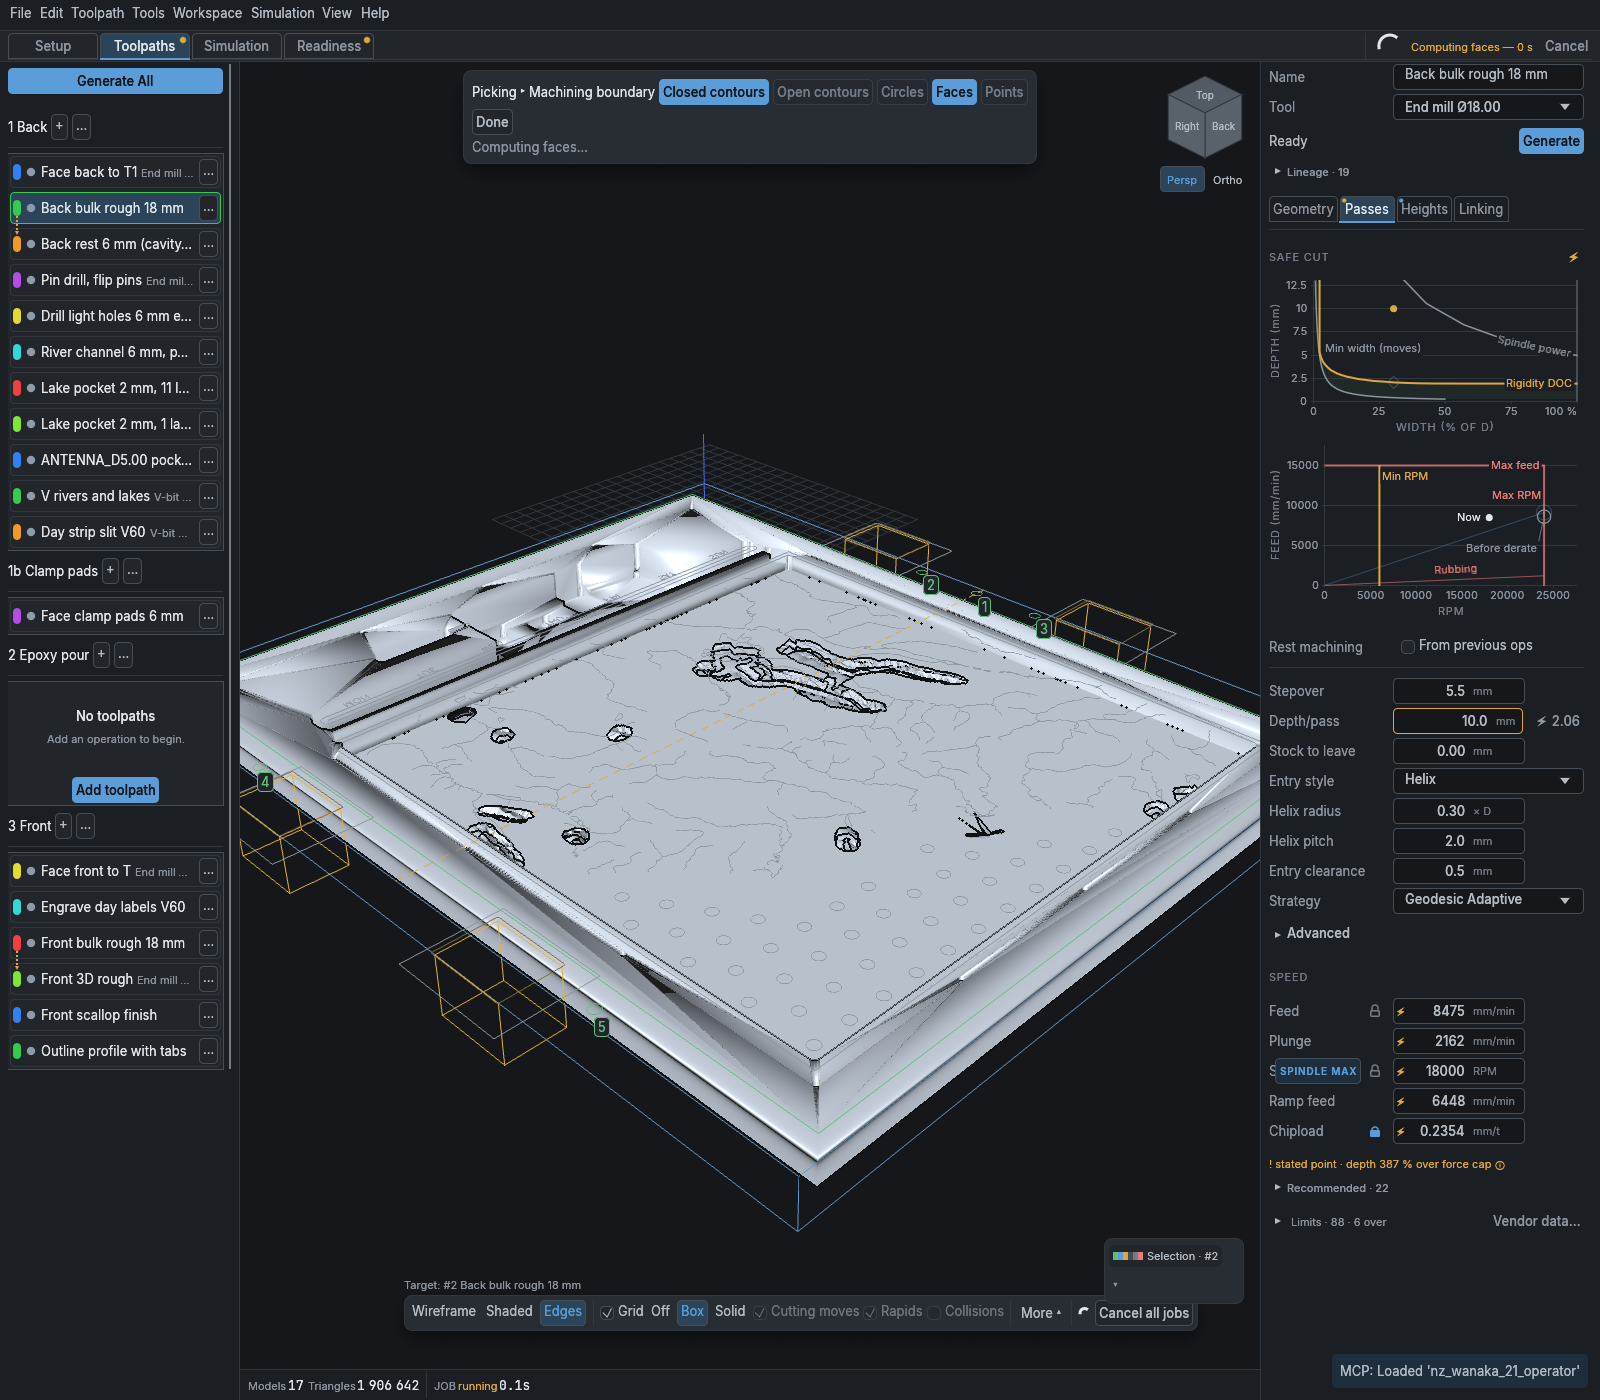 File Edit Toolpath Tools Workspace Simulation View Help
Setup Toolpaths Simulation Readiness
Computing faces — 0 s Cancel
Generate All
1 Back + ...
Face back to T1 End mill ... ...
Back bulk rough 18 mm ...
Back rest 6 mm (cavity... ...
Pin drill, flip pins End mil... ...
Drill light holes 6 mm e... ...
River channel 6 mm, p... ...
Lake pocket 2 mm, 11 l... ...
Lake pocket 2 mm, 1 la... ...
ANTENNA_D5.00 pock... ...
V rivers and lakes V-bit ... ...
Day strip slit V60 V-bit ... ...
1b Clamp pads + ...
Face clamp pads 6 mm ...
2 Epoxy pour + ...
No toolpaths
Add an operation to begin.
Add toolpath
3 Front + ...
Face front to T End mill ... ...
Engrave day labels V60 ...
Front bulk rough 18 mm ...
Front 3D rough End mill ... ...
Front scallop finish ...
Outline profile with tabs ...
Picking ▸ Machining boundary Closed contours Open contours Circles Faces Points
Done
Computing faces...
Top
Right Back
Persp Ortho
2
1
3
4
5
Target: #2 Back bulk rough 18 mm
Selection · #2
Wireframe Shaded Edges Grid Off Box Solid Cutting moves Rapids Collisions More Cancel all jobs
Models 17 Triangles 1 906 642 JOB running 0.1s
Name Back bulk rough 18 mm
Tool End mill Ø18.00
Ready Generate
Lineage · 19
Geometry Passes Heights Linking
SAFE CUT
DEPTH (mm)
12.5
10
7.5
5
2.5
0
Min width (moves)
Spindle power
Rigidity DOC
0 25 50 75 100 %
WIDTH (% OF D)
FEED (mm/min)
15000
10000
5000
0
Max feed
Min RPM
Max RPM
Now
Before derate
Rubbing
0 5000 10000 15000 20000 25000
RPM
Rest machining From previous ops
Stepover 5.5 mm
Depth/pass 10.0 mm 2.06
Stock to leave 0.00 mm
Entry style Helix
Helix radius 0.30 × D
Helix pitch 2.0 mm
Entry clearance 0.5 mm
Strategy Geodesic Adaptive
Advanced
SPEED
Feed 8475 mm/min
Plunge 2162 mm/min
S SPINDLE MAX 18000 RPM
Ramp feed 6448 mm/min
Chipload 0.2354 mm/t
! stated point · depth 387 % over force cap
Recommended · 22
Limits · 88 · 6 over Vendor data...
MCP: Loaded 'nz_wanaka_21_operator'